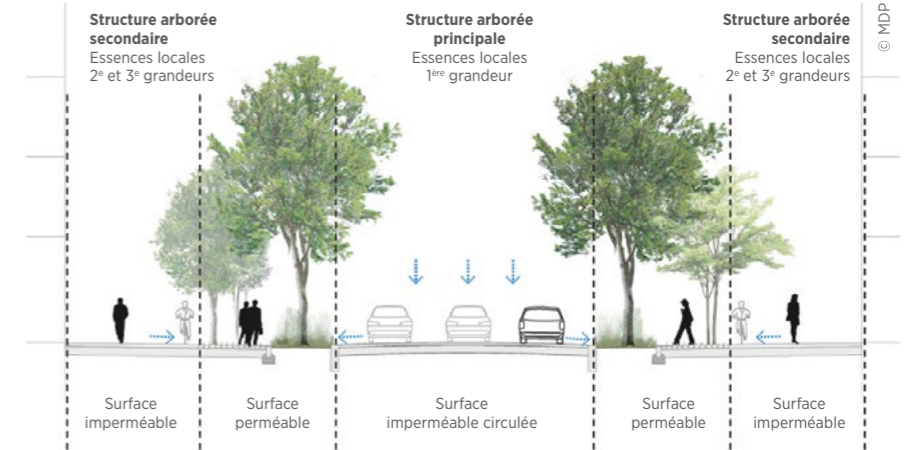 Structure arborée
secondaire
Essences locales
2e et 3e grandeurs
Structure arborée
principale
Essences locales
1ère grandeur
Structure arborée
secondaire
Essences locales
2e et 3e grandeurs
© MDP
Surface
imperméable
Surface
perméable
Surface
imperméable circulée
Surface
perméable
Surface
imperméable